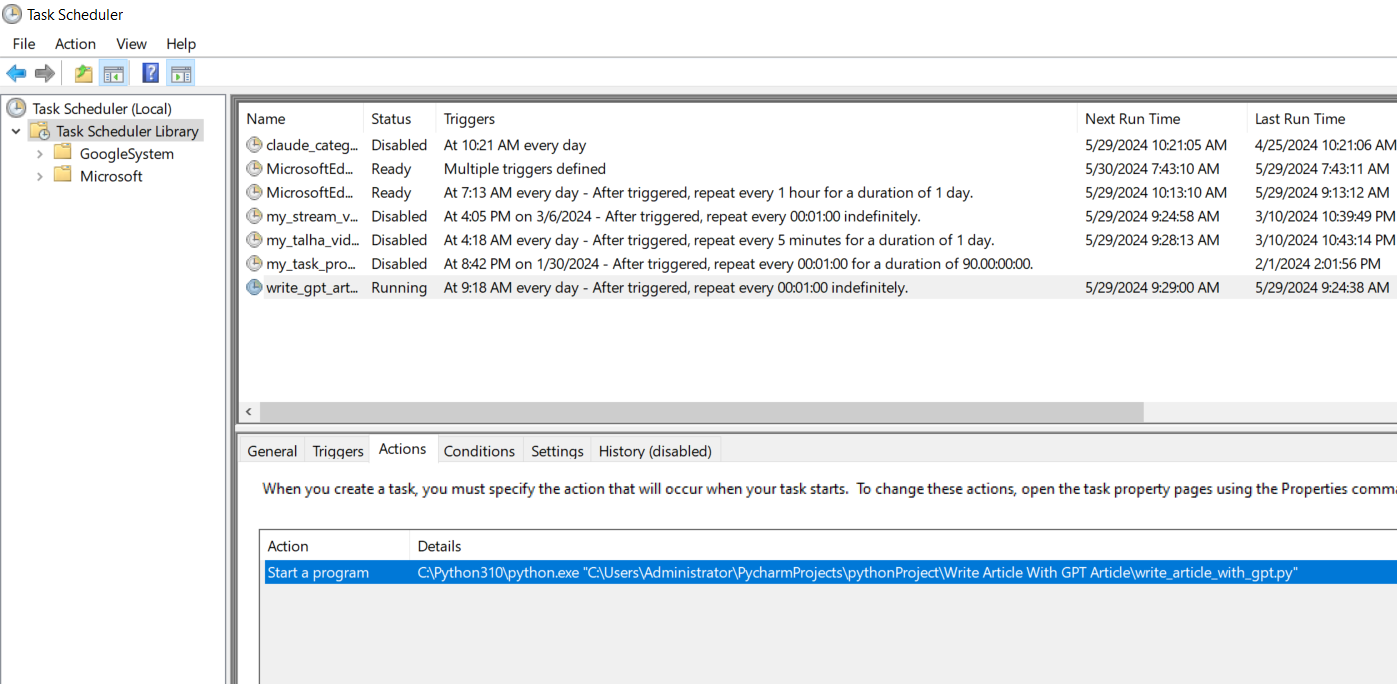 Task Scheduler
File Action View Help
Task Scheduler (Local)
Task Scheduler Library
GoogleSystem
Microsoft
Name Status Triggers Next Run Time Last Run Time
claude_categ... Disabled At 10:21 AM every day 5/29/2024 10:21:05 AM 4/25/2024 10:21:06 AM
MicrosoftEd... Ready Multiple triggers defined 5/30/2024 7:43:10 AM 5/29/2024 7:43:11 AM
MicrosoftEd... Ready At 7:13 AM every day - After triggered, repeat every 1 hour for a duration of 1 day. 5/29/2024 10:13:10 AM 5/29/2024 9:13:12 AM
my_stream_v... Disabled At 4:05 PM on 3/6/2024 - After triggered, repeat every 00:01:00 indefinitely. 5/29/2024 9:24:58 AM 3/10/2024 10:39:49 PM
my_talha_vid... Disabled At 4:18 AM every day - After triggered, repeat every 5 minutes for a duration of 1 day. 5/29/2024 9:28:13 AM 3/10/2024 10:43:14 PM
my_task_pro... Disabled At 8:42 PM on 1/30/2024 - After triggered, repeat every 00:01:00 for a duration of 90.00:00:00. 2/1/2024 2:01:56 PM
write_gpt_art... Running At 9:18 AM every day - After triggered, repeat every 00:01:00 indefinitely. 5/29/2024 9:29:00 AM 5/29/2024 9:24:38 AM
General Triggers Actions Conditions Settings History (disabled)
When you create a task, you must specify the action that will occur when your task starts. To change these actions, open the task property pages using the Properties comma
Action Details
Start a program C:\Python310\python.exe "C:\Users\Administrator\PycharmProjects\pythonProject\Write Article With GPT Article\write_article_with_gpt.py"